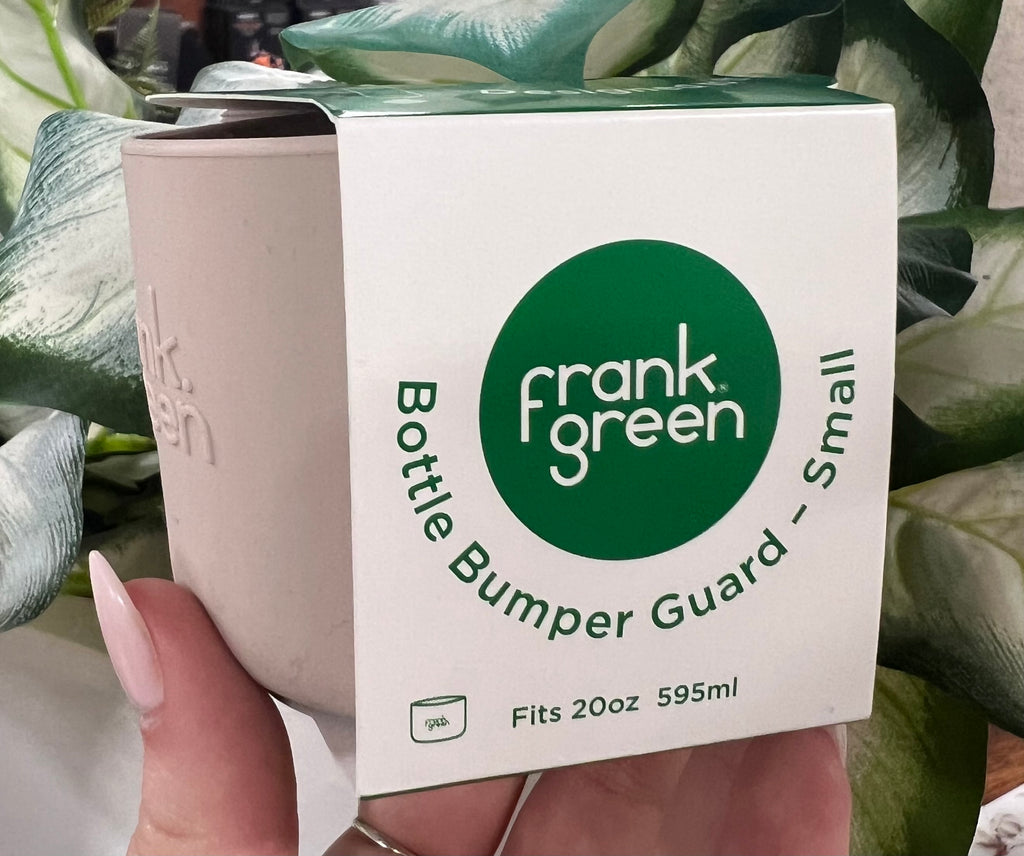 frank
green
®
Bottle Bumper Guard – Small
frank
green
Fits 20oz 595ml